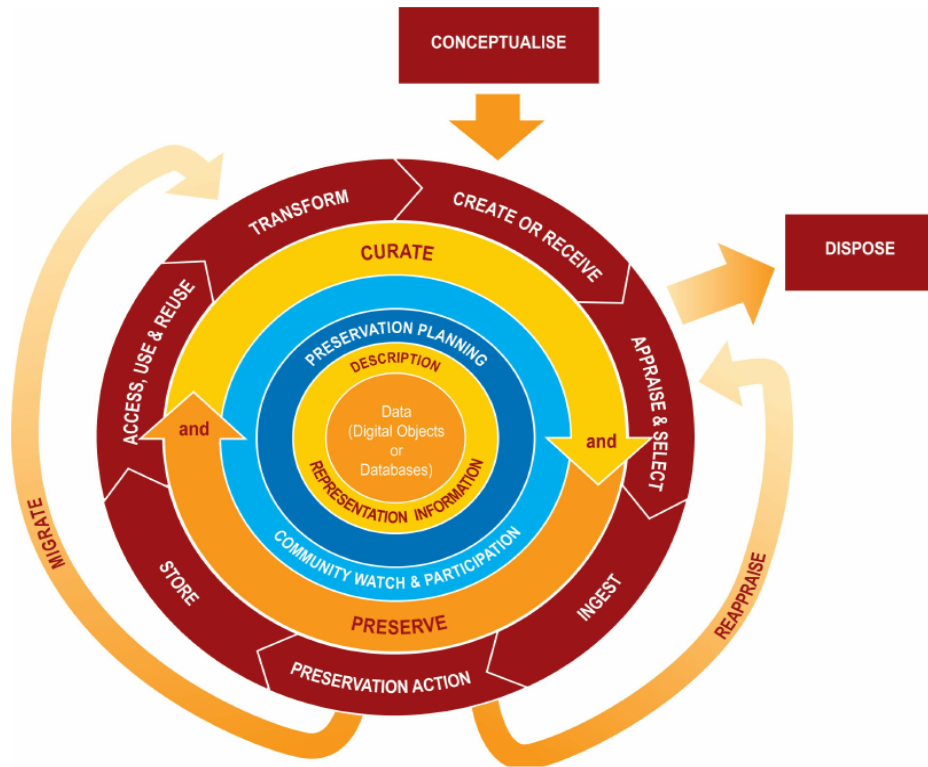 CONCEPTUALISE
TRANSFORM
CREATE OR RECEIVE
DISPOSE
CURATE
ACCESS, USE & REUSE
APPRAISE & SELECT
PRESERVATION PLANNING
DESCRIPTION
Data
(Digital Objects
or
Databases)
and
and
REPRESENTATION INFORMATION
COMMUNITY WATCH & PARTICIPATION
MIGRATE
STORE
INGEST
REAPPRAISE
PRESERVE
PRESERVATION ACTION